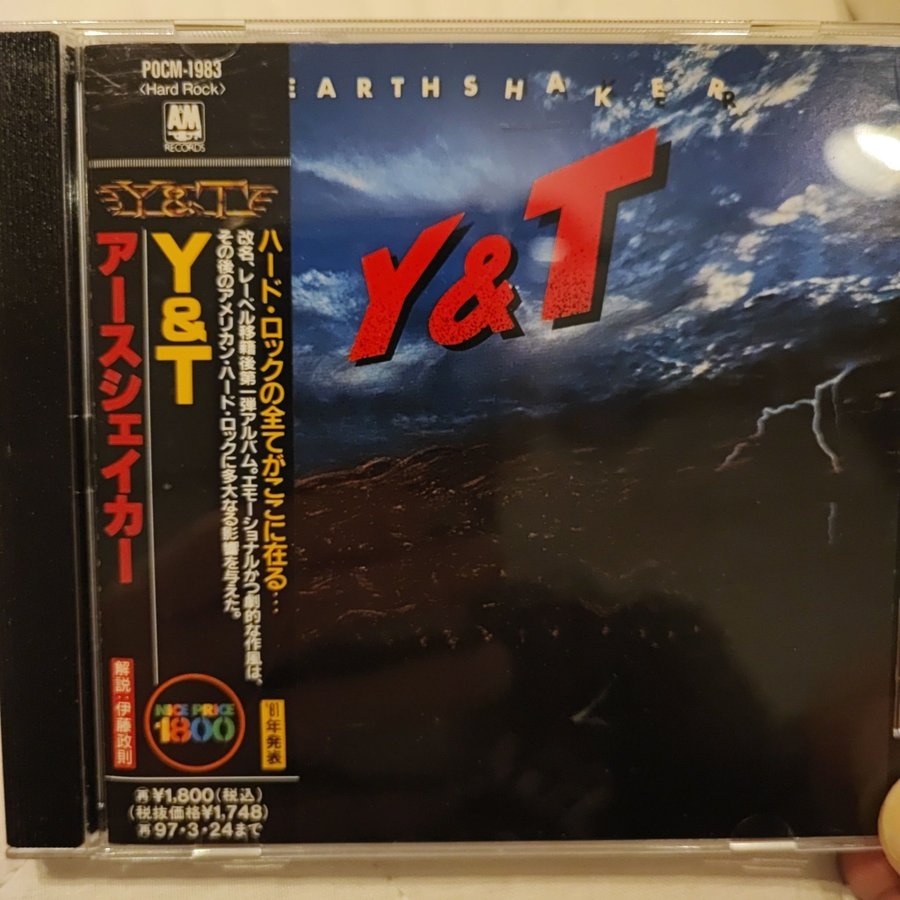 POCM-1983
〈Hard Rock〉
A&M
RECORDS
Y&T
ハード・ロックの全てがここに在る…
改名、レーベル移籍後第一弾アルバム。エモーショナルかつ劇的な作風は、
その後のアメリカン・ハード・ロックに多大なる影響を与えた。
Y&T
アースシェイカー
'81年発表
NICE PRICE
1800
解説：伊藤政則
再¥1,800(税込)
(税抜価格¥1,748)
再97・3・24まで
EARTHSHAKER
Y&T